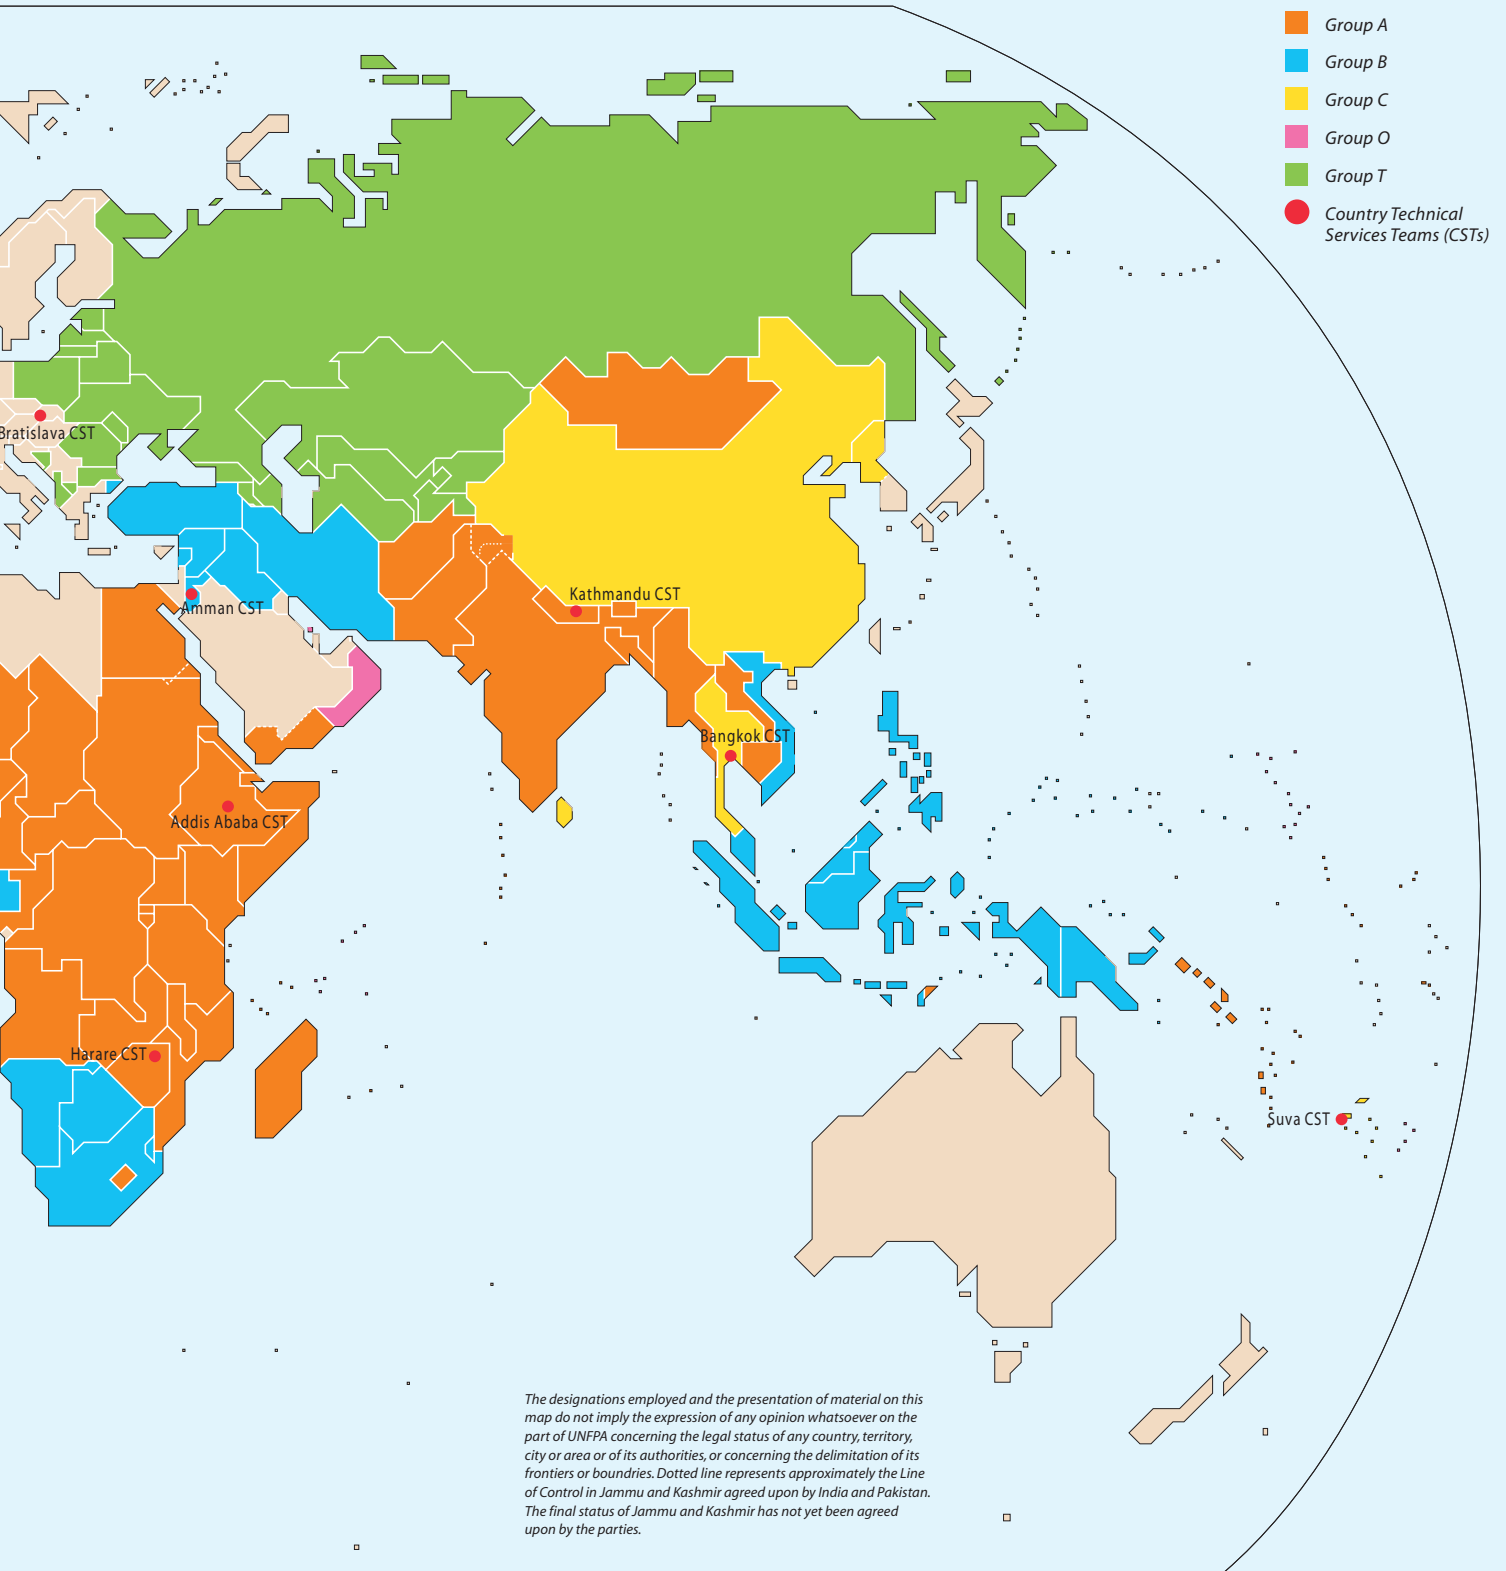 Group A
Group B
Group C
Group O
Group T
Country Technical
Services Teams (CSTs)
Bratislava CST
Kathmandu CST
Amman CST
Bangkok CST
Addis Ababa CST
Harare CST
Suva CST
The designations employed and the presentation of material on this
map do not imply the expression of any opinion whatsoever on the
part of UNFPA concerning the legal status of any country, territory,
city or area or of its authorities, or concerning the delimitation of its
frontiers or boundries. Dotted line represents approximately the Line
of Control in Jammu and Kashmir agreed upon by India and Pakistan.
The final status of Jammu and Kashmir has not yet been agreed
upon by the parties.